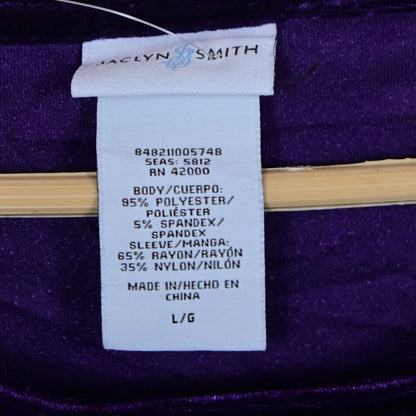 JACLYN SMITH
848211005748
SEAS: 5812
RN 42000
BODY/CUERPO:
95% POLYESTER/
POLIÉSTER
5% SPANDEX/
SPANDEX
SLEEVE/MANGA:
65% RAYON/RAYÓN
35% NYLON/NILÓN
MADE IN/HECHO EN
CHINA
L/G